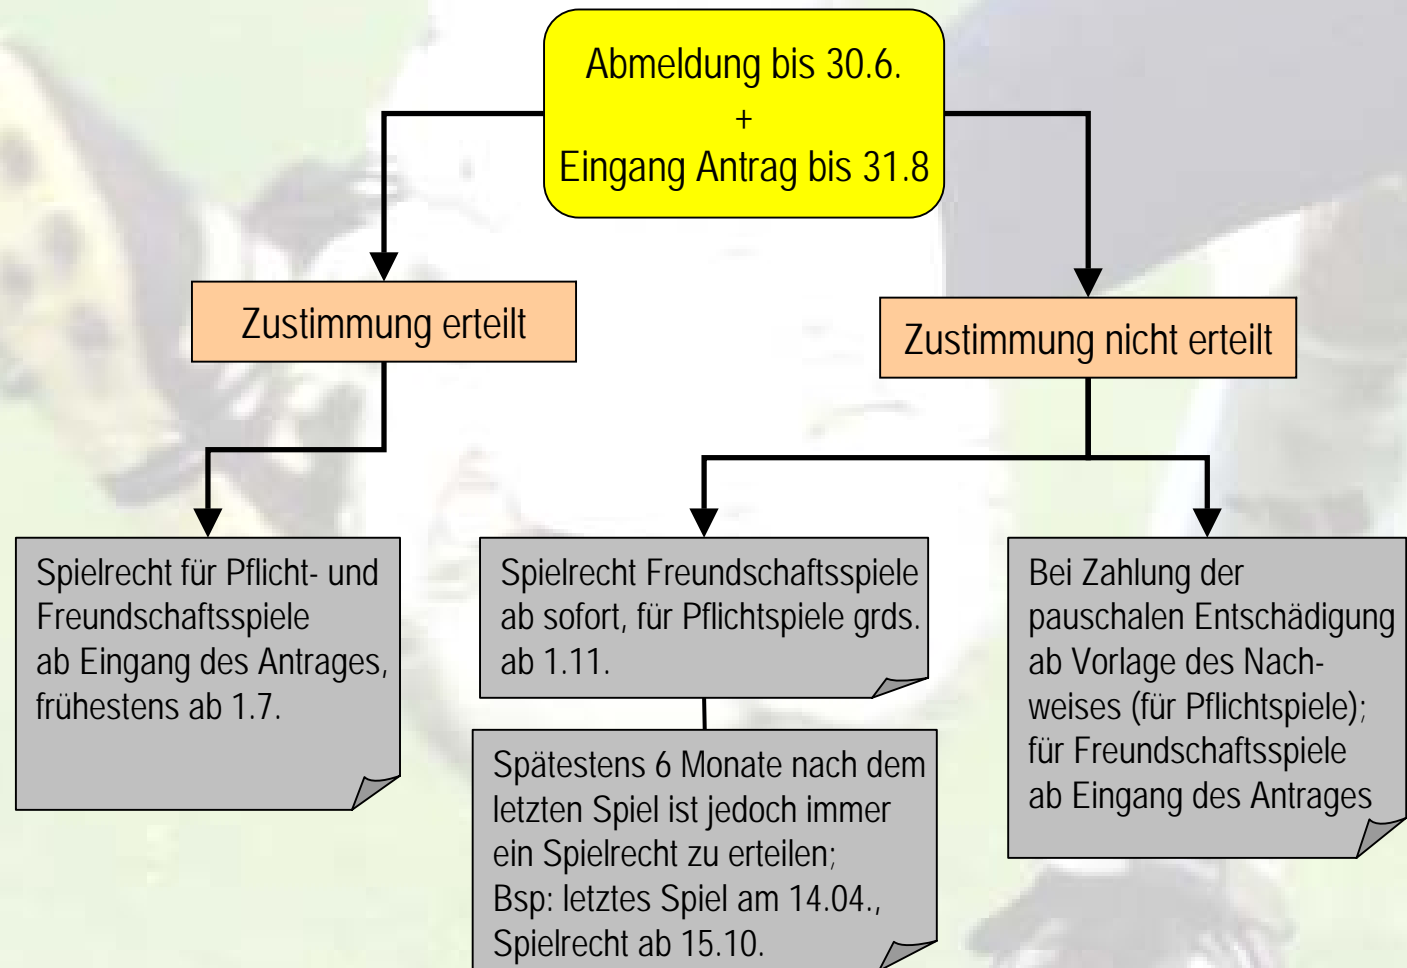 Abmeldung bis 30.6.
+
Eingang Antrag bis 31.8
Zustimmung erteilt
Zustimmung nicht erteilt
Spielrecht für Pflicht- und
Freundschaftsspiele
ab Eingang des Antrages,
frühestens ab 1.7.
Spielrecht Freundschaftsspiele
ab sofort, für Pflichtspiele grds.
ab 1.11.
Spätestens 6 Monate nach dem
letzten Spiel ist jedoch immer
ein Spielrecht zu erteilen;
Bsp: letztes Spiel am 14.04.,
Spielrecht ab 15.10.
Bei Zahlung der
pauschalen Entschädigung
ab Vorlage des Nach-
weises (für Pflichtspiele);
für Freundschaftsspiele
ab Eingang des Antrages